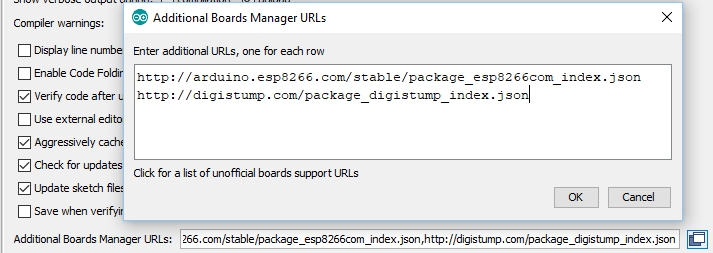 Additional Boards Manager URLs
Compiler warnings:
Enter additional URLs, one for each row
Display line numbe
http://arduino.esp8266.com/stable/package_esp8266com_index.json
Enable Code Foldin
http://digistump.com/package_digistump_index.json
Verify code after u
Use external edito
Aggressively cache
Check for updates
Click for a list of unofficial boards support URLs
Update sketch files
OK Cancel
Save when verifyin
Additional Boards Manager URLs: 266.com/stable/package_esp8266com_index.json,http://digistump.com/package_digistump_index.json